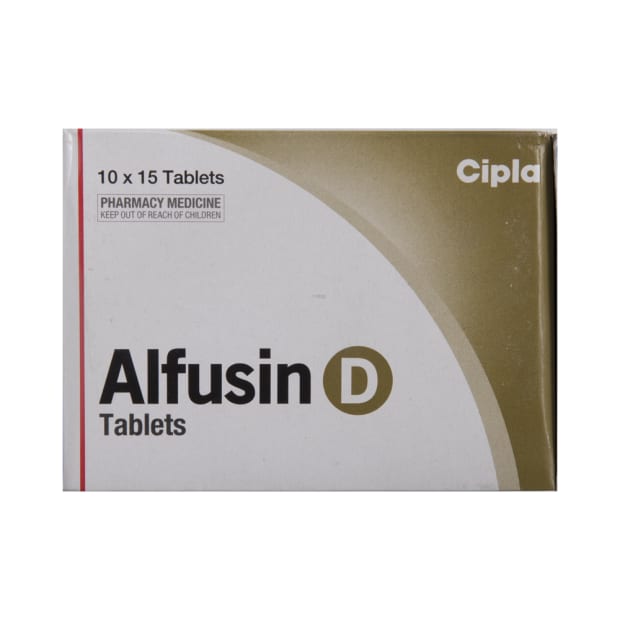 10 x 15 Tablets
Cipla
PHARMACY MEDICINE
KEEP OUT OF REACH OF CHILDREN
Alfusin D
Tablets